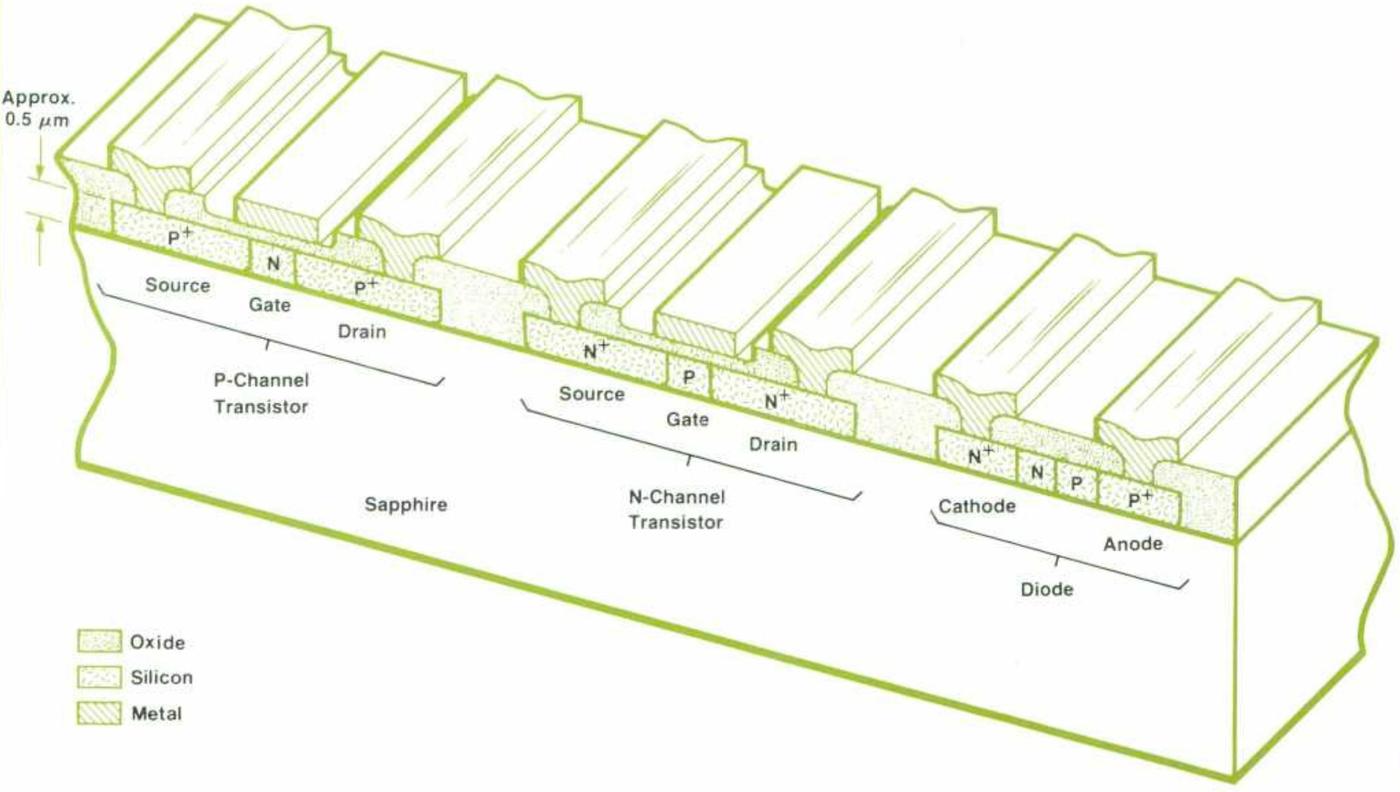 Approx.
0.5 μm
P+
N
P+
Source
Gate
Drain
P-Channel
Transistor
N+
P
N+
Source
Gate
Drain
N-Channel
Transistor
N+
N
P
P+
Cathode
Anode
Diode
Sapphire
Oxide
Silicon
Metal